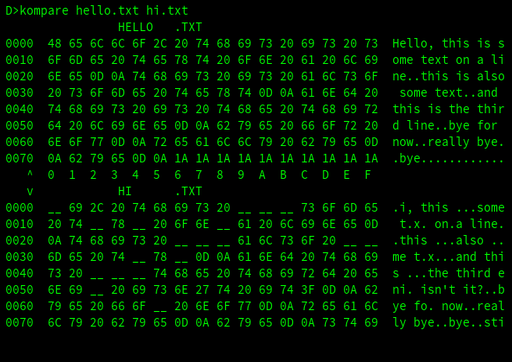 D>kompare hello.txt hi.txt
HELLO .TXT
0000 48 65 6C 6C 6F 2C 20 74 68 69 73 20 69 73 20 73 Hello, this is s
0010 6F 6D 65 20 74 65 78 74 20 6F 6E 20 61 20 6C 69 ome text on a li
0020 6E 65 0D 0A 74 68 69 73 20 69 73 20 61 6C 73 6F ne..this is also
0030 20 73 6F 6D 65 20 74 65 78 74 0D 0A 61 6E 64 20 some text..and
0040 74 68 69 73 20 69 73 20 74 68 65 20 74 68 69 72 this is the thir
0050 64 20 6C 69 6E 65 0D 0A 62 79 65 20 66 6F 72 20 d line..bye for
0060 6E 6F 77 0D 0A 72 65 61 6C 6C 79 20 62 79 65 0D now..really bye.
0070 0A 62 79 65 0D 0A 1A 1A 1A 1A 1A 1A 1A 1A 1A 1A .bye............
^ 0 1 2 3 4 5 6 7 8 9 A B C D E F
v HI .TXT
0000 __ 69 2C 20 74 68 69 73 20 __ __ __ 73 6F 6D 65 .i, this ...some
0010 20 74 __ 78 __ 20 6F 6E __ 61 20 6C 69 6E 65 0D t.x. on.a line.
0020 0A 74 68 69 73 20 __ __ __ 61 6C 73 6F 20 __ __ .this ...also ..
0030 6D 65 20 74 __ 78 __ 0D 0A 61 6E 64 20 74 68 69 me t.x...and thi
0040 73 20 __ __ __ 74 68 65 20 74 68 69 72 64 20 65 s ...the third e
0050 6E 69 __ 20 69 73 6E 27 74 20 69 74 3F 0D 0A 62 ni. isn't it?..b
0060 79 65 20 66 6F __ 20 6E 6F 77 0D 0A 72 65 61 6C ye fo. now..real
0070 6C 79 20 62 79 65 0D 0A 62 79 65 0D 0A 73 74 69 ly bye..bye..sti